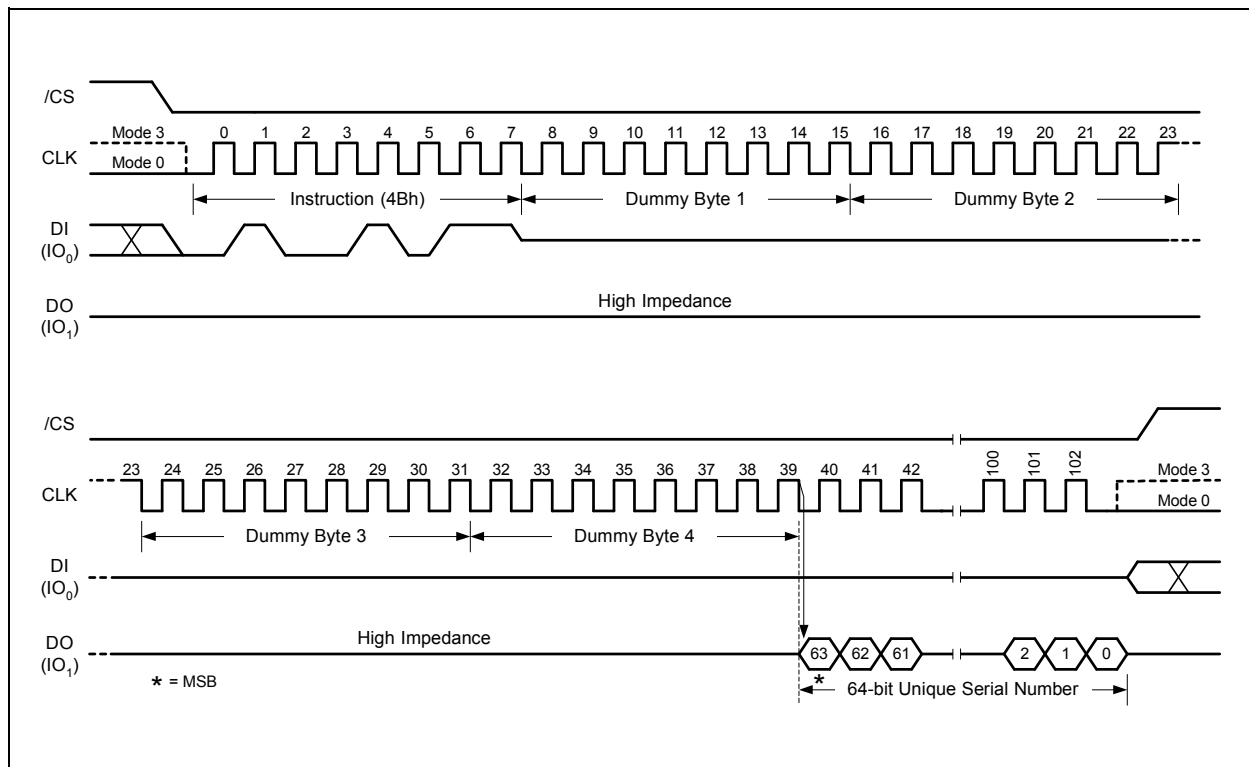 /CS
Mode 3
0 1 2 3 4 5 6 7 8 9 10 11 12 13 14 15 16 17 18 19 20 21 22 23
CLK
Mode 0
Instruction (4Bh)
Dummy Byte 1
Dummy Byte 2
DI
(IO0)
High Impedance
DO
(IO1)
/CS
23 24 25 26 27 28 29 30 31 32 33 34 35 36 37 38 39 40 41 42 100 101 102
Mode 3
CLK
Mode 0
Dummy Byte 3
Dummy Byte 4
DI
(IO0)
High Impedance
DO
(IO1)
63 62 61 2 1 0
* = MSB
*
64-bit Unique Serial Number